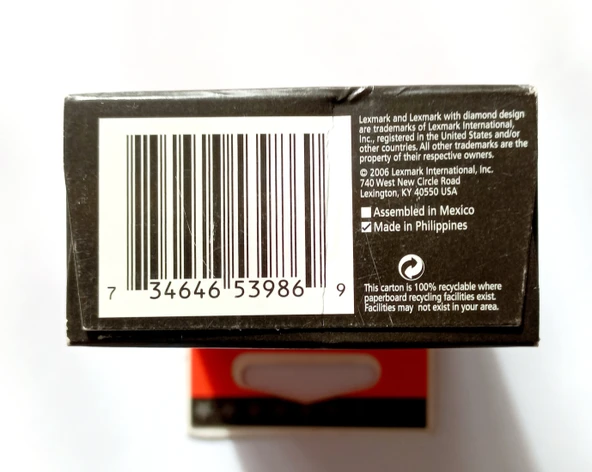 Lexmark and Lexmark with diamond design
are trademarks of Lexmark International,
Inc., registered in the United States and/or
other countries. All other trademarks are the
property of their respective owners.
© 2006 Lexmark International, Inc.
740 West New Circle Road
Lexington, KY 40550 USA
Assembled in Mexico
Made in Philippines
This carton is 100% recyclable where
paperboard recycling facilities exist.
Facilities may not exist in your area.
7 34646 53986 9